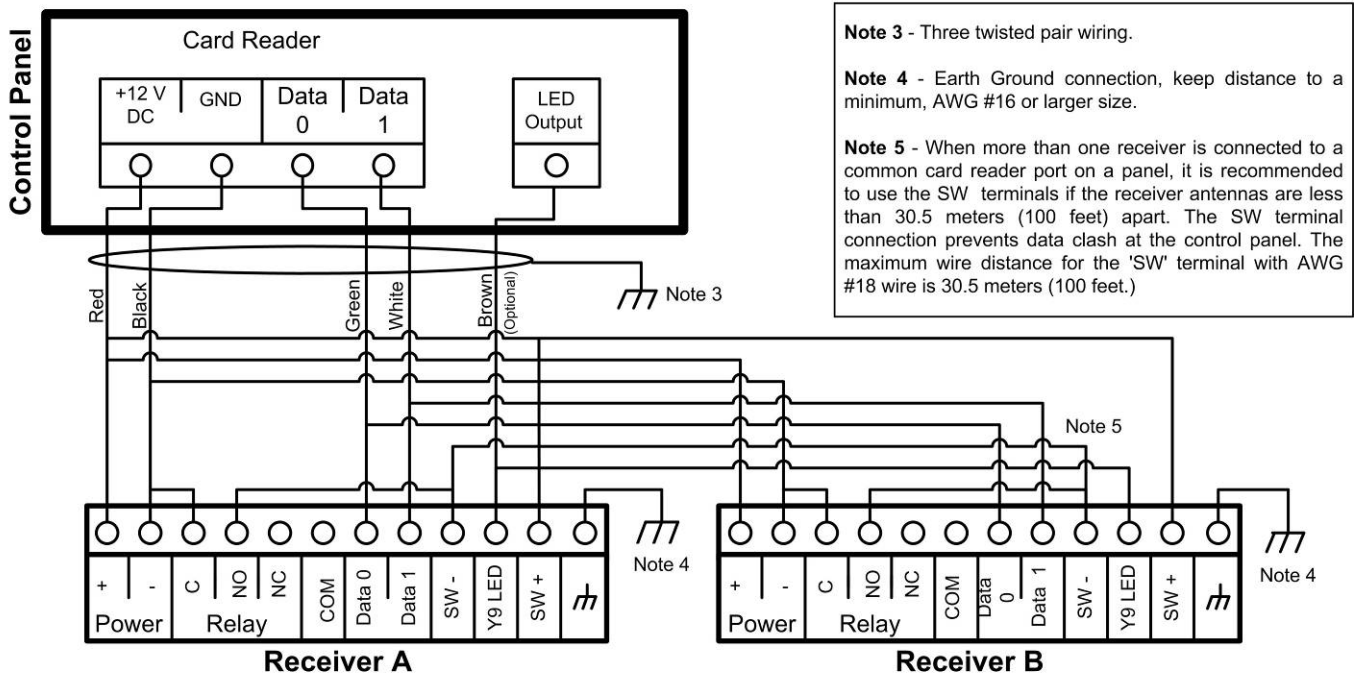 Control Panel
Card Reader
+12 V
DC
GND
Data
0
Data
1
LED
Output
Note 3 - Three twisted pair wiring.
Note 4 - Earth Ground connection, keep distance to a
minimum, AWG #16 or larger size.
Note 5 - When more than one receiver is connected to a
common card reader port on a panel, it is recommended
to use the SW terminals if the receiver antennas are less
than 30.5 meters (100 feet) apart. The SW terminal
connection prevents data clash at the control panel. The
maximum wire distance for the 'SW' terminal with AWG
#18 wire is 30.5 meters (100 feet.)
Red
Black
Green
White
Brown
(Optional)
Note 3
Note 5
Note 4
Note 4
+
-
C
NO
NC
COM
Data 0
Data 1
SW -
Y9 LED
SW +
Power
Relay
Receiver A
+
-
C
NO
NC
COM
Data
0
Data 1
SW -
Y9 LED
SW +
Power
Relay
Receiver B